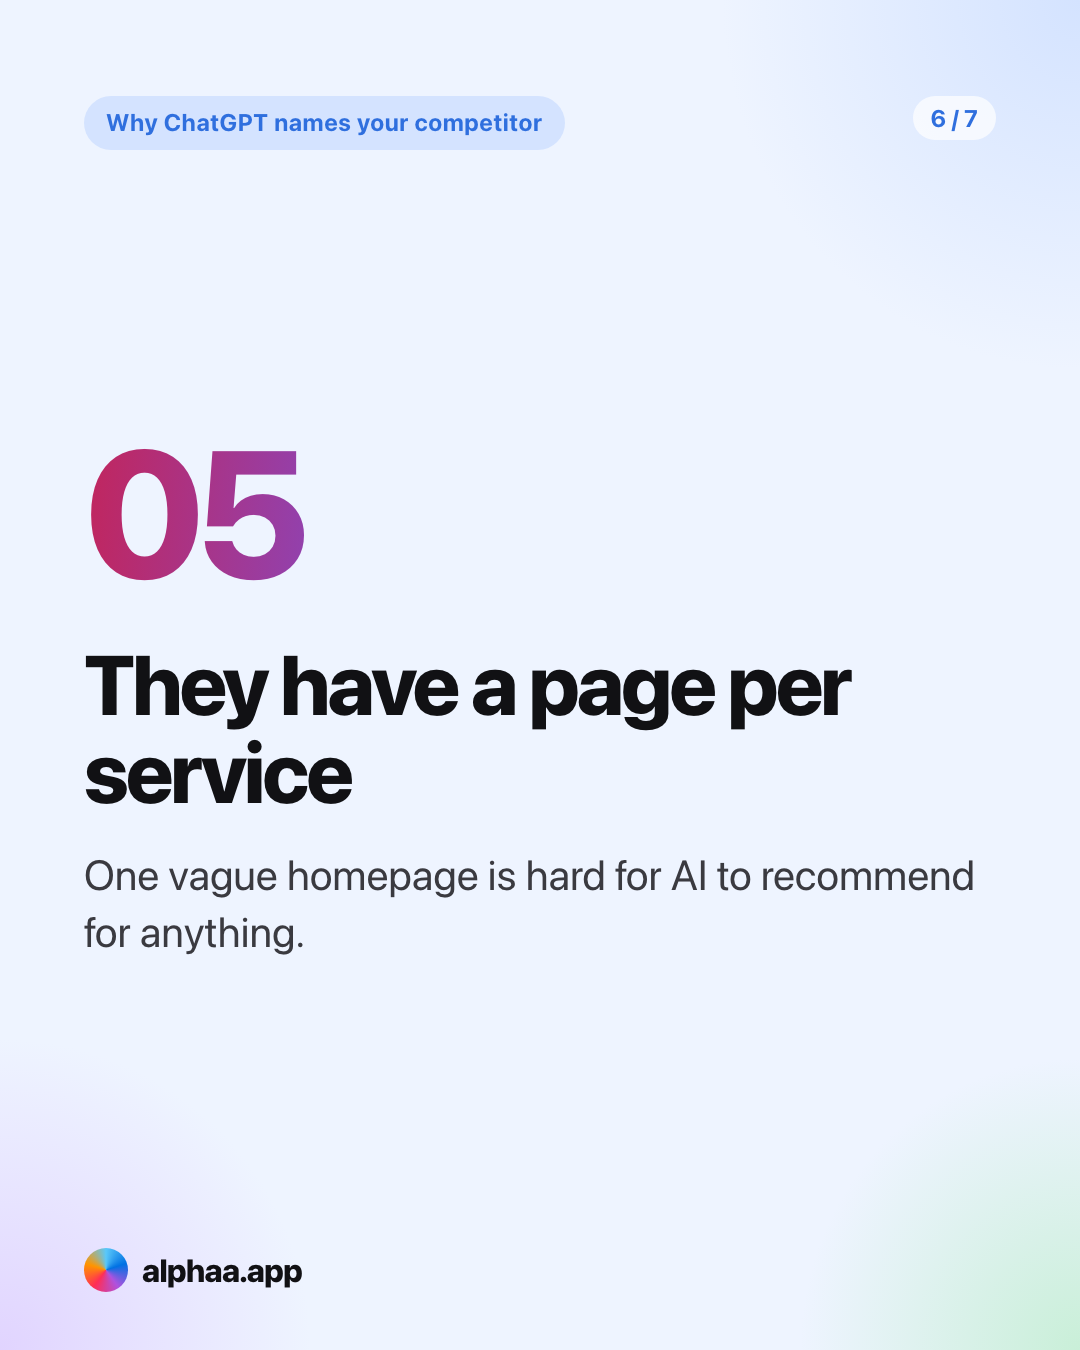 Why ChatGPT names your competitor
6 / 7
05
They have a page per
service
One vague homepage is hard for AI to recommend
for anything.
alphaa.app